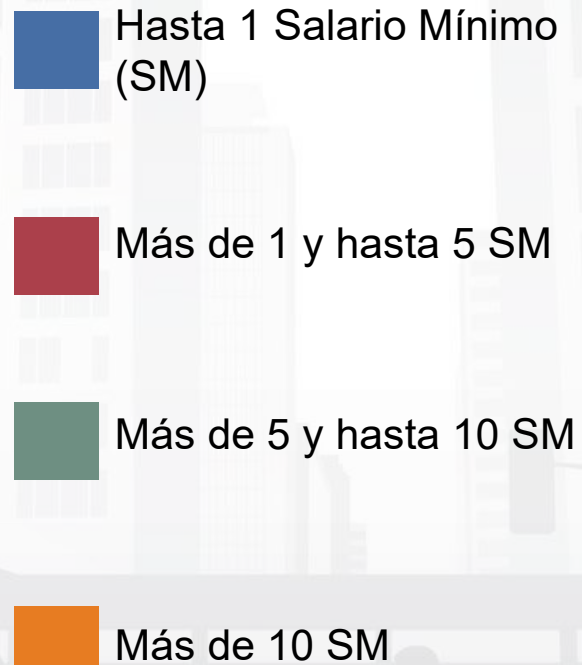 Hasta 1 Salario Mínimo
(SM)
Más de 1 y hasta 5 SM
Más de 5 y hasta 10 SM
Más de 10 SM